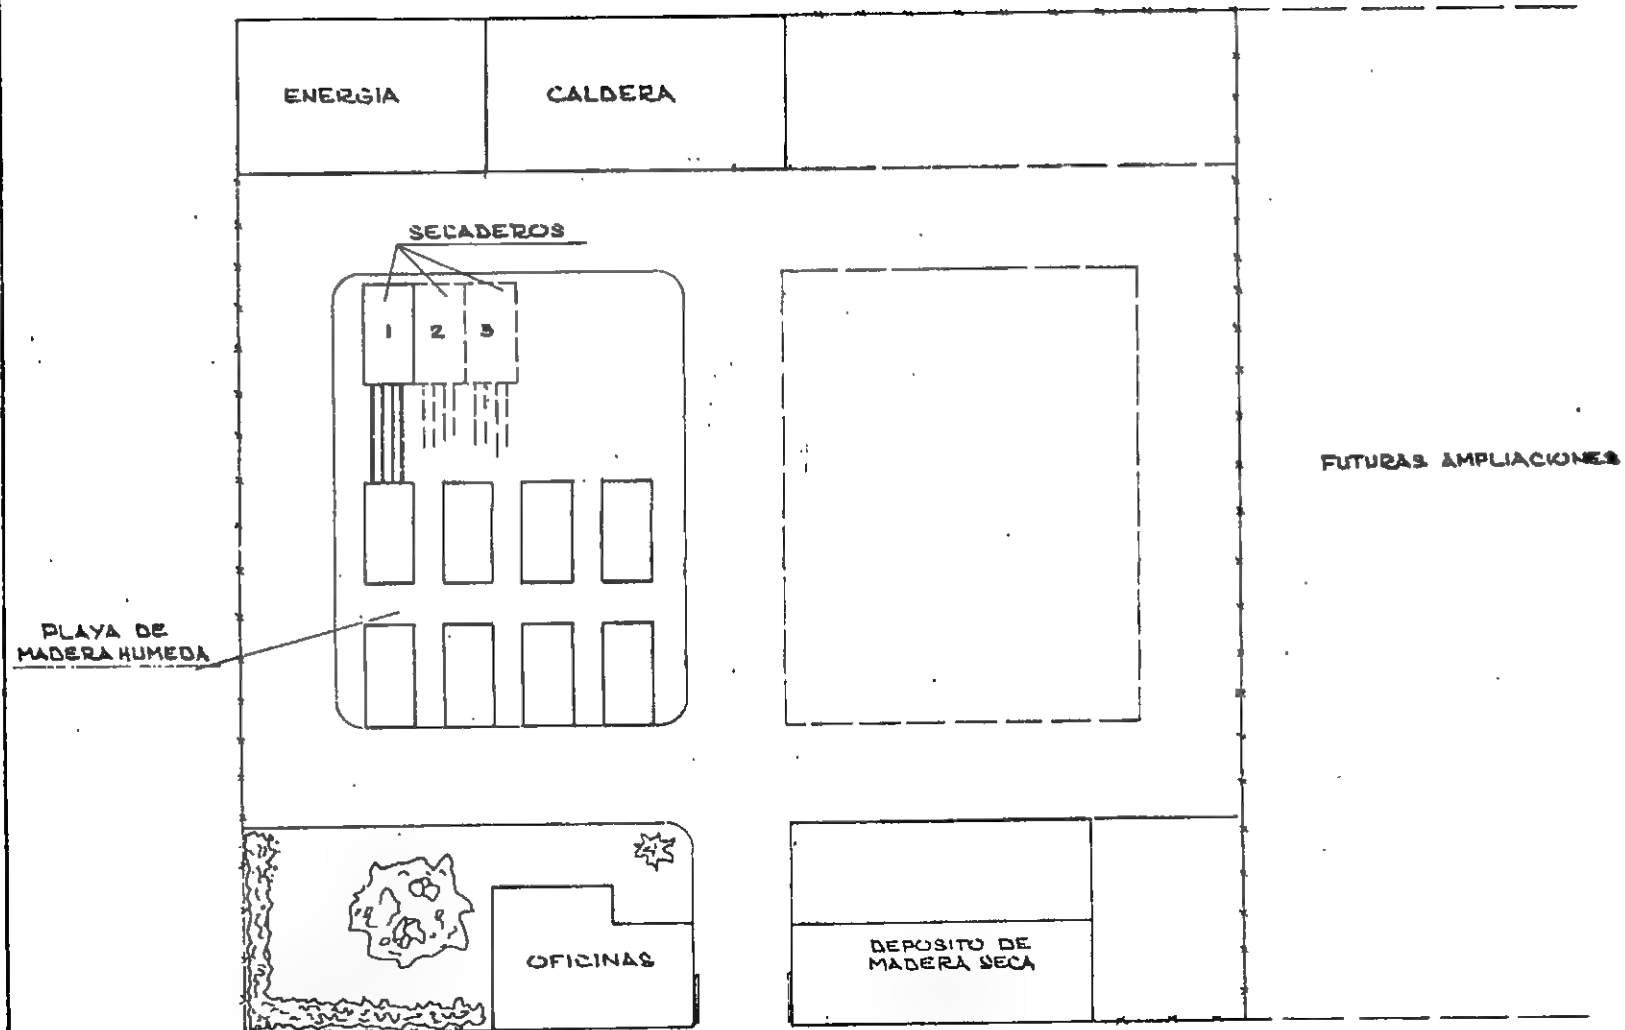 ENERGIA
CALDERA
SECADEROS
1
2
3
FUTURAS AMPLIACIONES
PLAYA DE
MADERA HUMEDA
OFICINAS
DEPOSITO DE
MADERA SECA